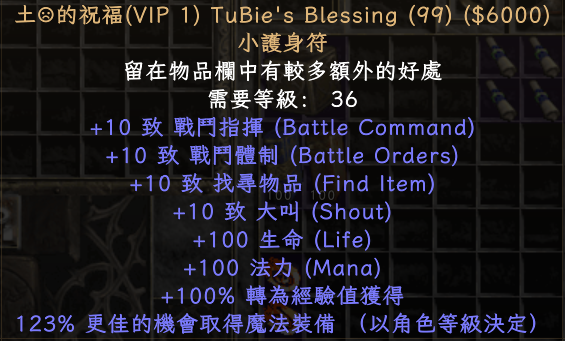 土☹的祝福(VIP 1) TuBie's Blessing (99) ($6000)
小護身符
留在物品欄中有較多額外的好處
需要等級： 36
+10 致 戰鬥指揮 (Battle Command)
+10 致 戰鬥體制 (Battle Orders)
+10 致 找尋物品 (Find Item)
+10 致 大叫 (Shout)
+100 生命 (Life)
+100 法力 (Mana)
+100% 轉為經驗值獲得
123% 更佳的機會取得魔法裝備 （以角色等級決定）